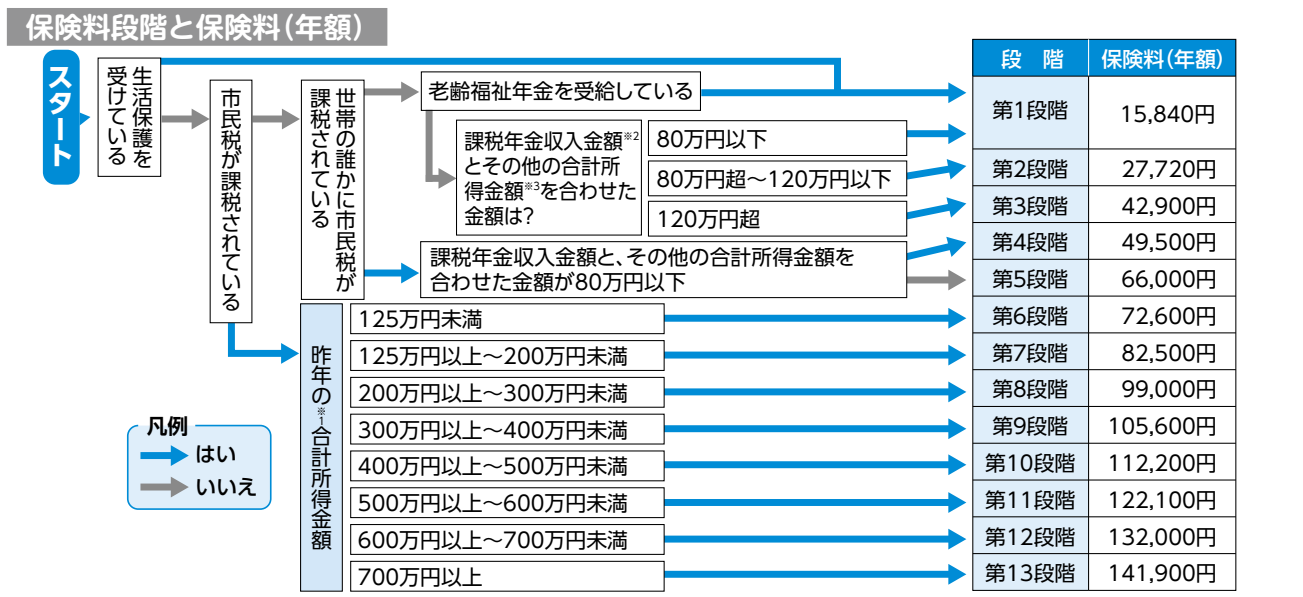 保険料段階と保険料(年額)
スタート
生活保護を
受けている
市民税が課税されている
世帯の誰かに市民税が
課税されている
老齢福祉年金を受給している
課税年金収入金額※2
とその他の合計所
得金額※3を合わせた
金額は?
80万円以下
80万円超～120万円以下
120万円超
課税年金収入金額と、その他の合計所得金額を
合わせた金額が80万円以下
昨年の※1合計所得金額
125万円未満
125万円以上～200万円未満
200万円以上～300万円未満
300万円以上～400万円未満
400万円以上～500万円未満
500万円以上～600万円未満
600万円以上～700万円未満
700万円以上
凡例
はい
いいえ
段　階 保険料(年額)
第1段階 15,840円
第2段階 27,720円
第3段階 42,900円
第4段階 49,500円
第5段階 66,000円
第6段階 72,600円
第7段階 82,500円
第8段階 99,000円
第9段階 105,600円
第10段階 112,200円
第11段階 122,100円
第12段階 132,000円
第13段階 141,900円